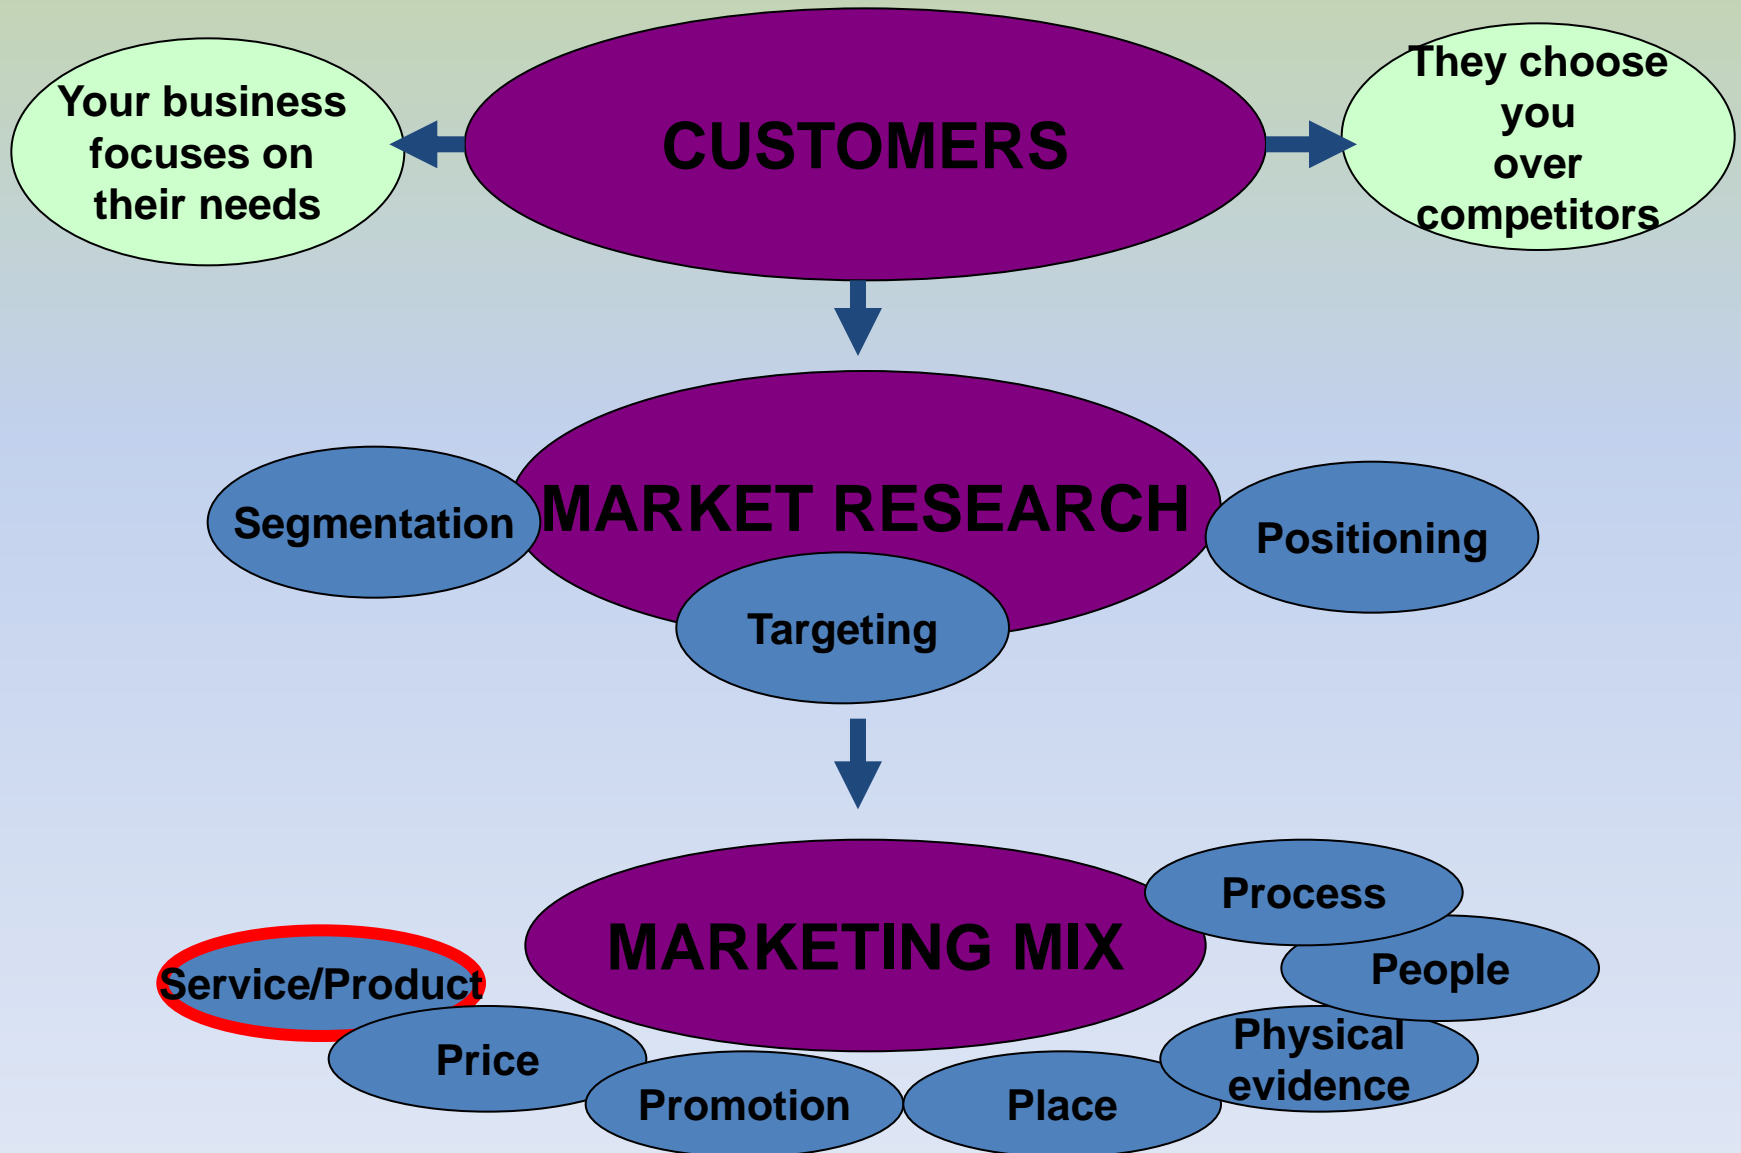 Your business
focuses on
their needs
CUSTOMERS
They choose
you
over
competitors
Segmentation
MARKET RESEARCH
Positioning
Targeting
MARKETING MIX
Service/Product
Price
Promotion
Place
Physical
evidence
People
Process